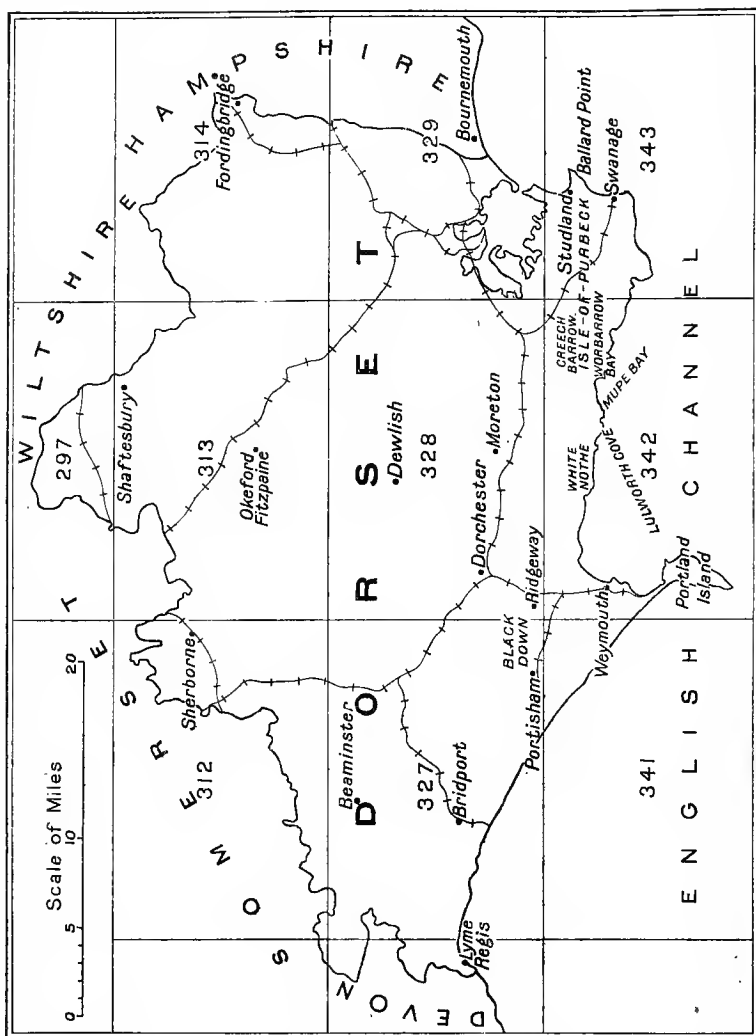 Scale of Miles
0 5 10 20
WILTSHIRE
HAMPSHIRE
SOMERSET
DEVON
DORSET
ENGLISH CHANNEL
297
312
313
314
327
328
329
341
342
343
Shaftesbury
Fordingbridge
Sherborne
Okeford
Fitzpaine
Beaminster
Dewlish
Bournemouth
Bridport
Lyme
Regis
Dorchester
Moreton
BLACK
DOWN
Ridgeway
Portisham
Weymouth
Portland
Island
WHITE
NOTHE
LULWORTH COVE
MUPE BAY
WORBARROW
BAY
CREECH
BARROW
ISLE-OF-PURBECK
Studland
Ballard Point
Swanage